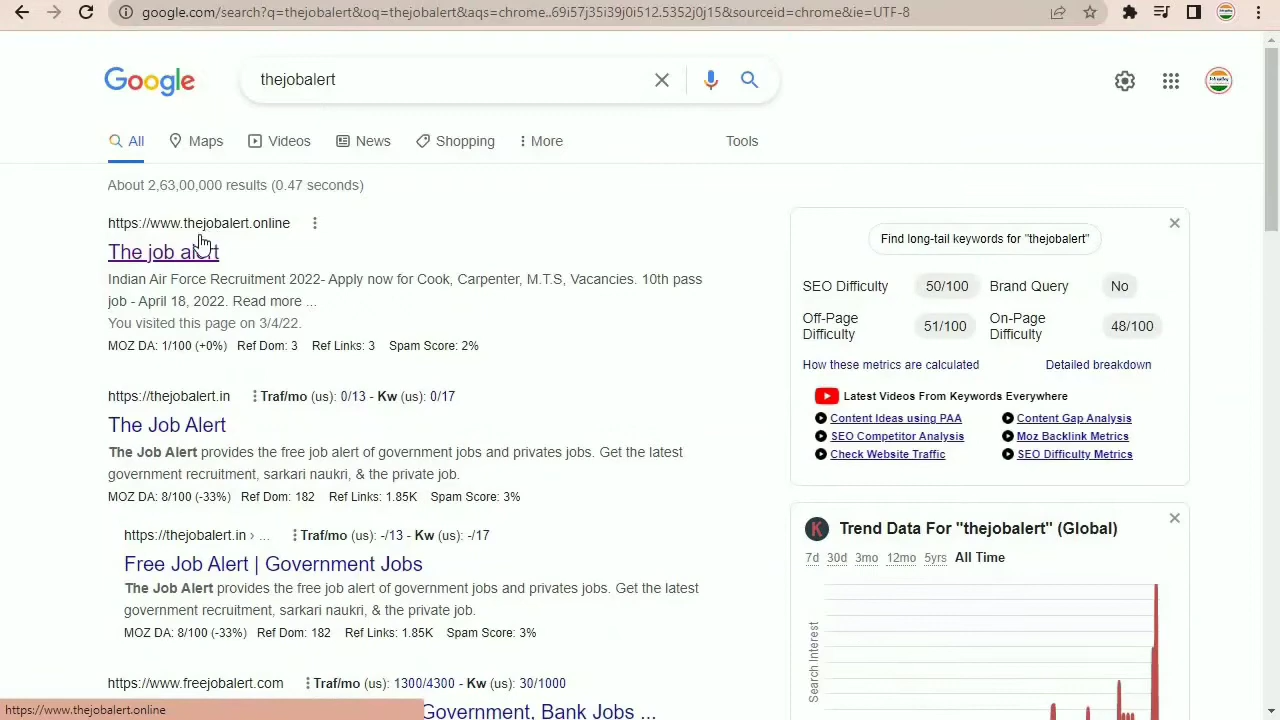 google.com/search?q=thejobalert&oq=thejobalert&aqs=chrome..69i57j35i39j0i512.5352j0j15&sourceid=chrome&ie=UTF-8
Google
thejobalert
All Maps Videos News Shopping More Tools
About 2,63,00,000 results (0.47 seconds)
https://www.thejobalert.online
The job alert
Indian Air Force Recruitment 2022- Apply now for Cook, Carpenter, M.T.S, Vacancies. 10th pass
job - April 18, 2022. Read more ...
You visited this page on 3/4/22.
MOZ DA: 1/100 (+0%) Ref Dom: 3 Ref Links: 3 Spam Score: 2%
https://thejobalert.in Traf/mo (us): 0/13 - Kw (us): 0/17
The Job Alert
The Job Alert provides the free job alert of government jobs and privates jobs. Get the latest
government recruitment, sarkari naukri, & the private job.
MOZ DA: 8/100 (-33%) Ref Dom: 182 Ref Links: 1.85K Spam Score: 3%
https://thejobalert.in › ... Traf/mo (us): -/13 - Kw (us): -/17
Free Job Alert | Government Jobs
The Job Alert provides the free job alert of government jobs and privates jobs. Get the latest
government recruitment, sarkari naukri, & the private job.
MOZ DA: 8/100 (-33%) Ref Dom: 182 Ref Links: 1.85K Spam Score: 3%
https://www.freejobalert.com Traf/mo (us): 1300/4300 - Kw (us): 30/1000
Government, Bank Jobs ...
https://www.thejobalert.online
Find long-tail keywords for "thejobalert"
SEO Difficulty 50/100 Brand Query No
Off-Page
Difficulty 51/100 On-Page
Difficulty 48/100
How these metrics are calculated Detailed breakdown
Latest Videos From Keywords Everywhere
Content Ideas using PAA Content Gap Analysis
SEO Competitor Analysis Moz Backlink Metrics
Check Website Traffic SEO Difficulty Metrics
K Trend Data For "thejobalert" (Global)
7d 30d 3mo 12mo 5yrs All Time
Search Interest